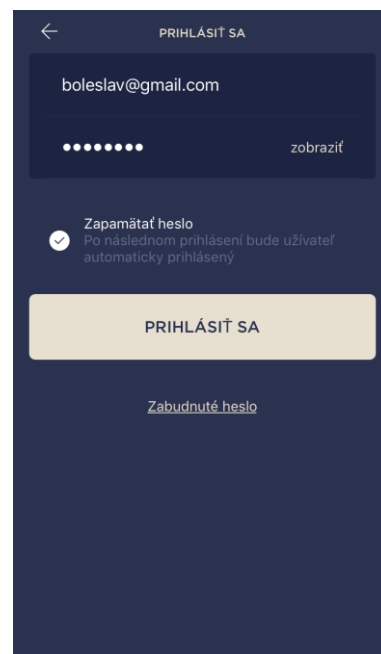 PRIHLÁSIŤ SA
boleslav@gmail.com
●●●●●●●● zobraziť
Zapamätať heslo
Po následnom prihlásení bude užívateľ
automaticky prihlásený
PRIHLÁSIŤ SA
Zabudnuté heslo